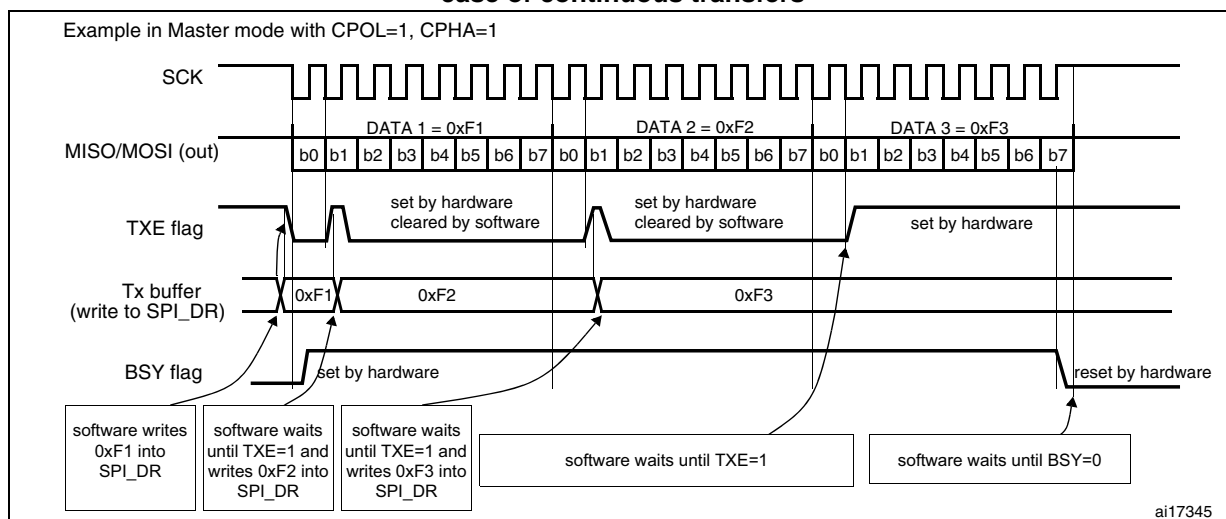 case of continuous transfers
Example in Master mode with CPOL=1, CPHA=1
SCK
DATA 1 = 0xF1
DATA 2 = 0xF2
DATA 3 = 0xF3
MISO/MOSI (out)
b0 b1 b2 b3 b4 b5 b6 b7 b0 b1 b2 b3 b4 b5 b6 b7 b0 b1 b2 b3 b4 b5 b6 b7
TXE flag
set by hardware
cleared by software
set by hardware
cleared by software
set by hardware
Tx buffer
(write to SPI_DR)
0xF1
0xF2
0xF3
BSY flag
set by hardware
reset by hardware
software writes
0xF1 into
SPI_DR
software waits
until TXE=1 and
writes 0xF2 into
SPI_DR
software waits
until TXE=1 and
writes 0xF3 into
SPI_DR
software waits until TXE=1
software waits until BSY=0
ai17345